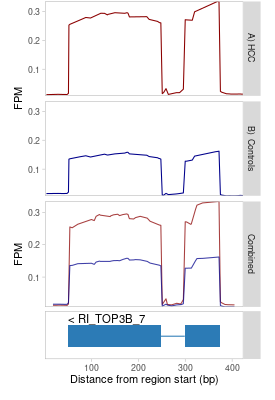 0.3
0.2
0.1
FPM
A) HCC
0.3
0.2
0.1
B) Controls
0.3
0.2
0.1
FPM
Combined
< RI_TOP3B_7
100 200 300 400
Distance from region start (bp)